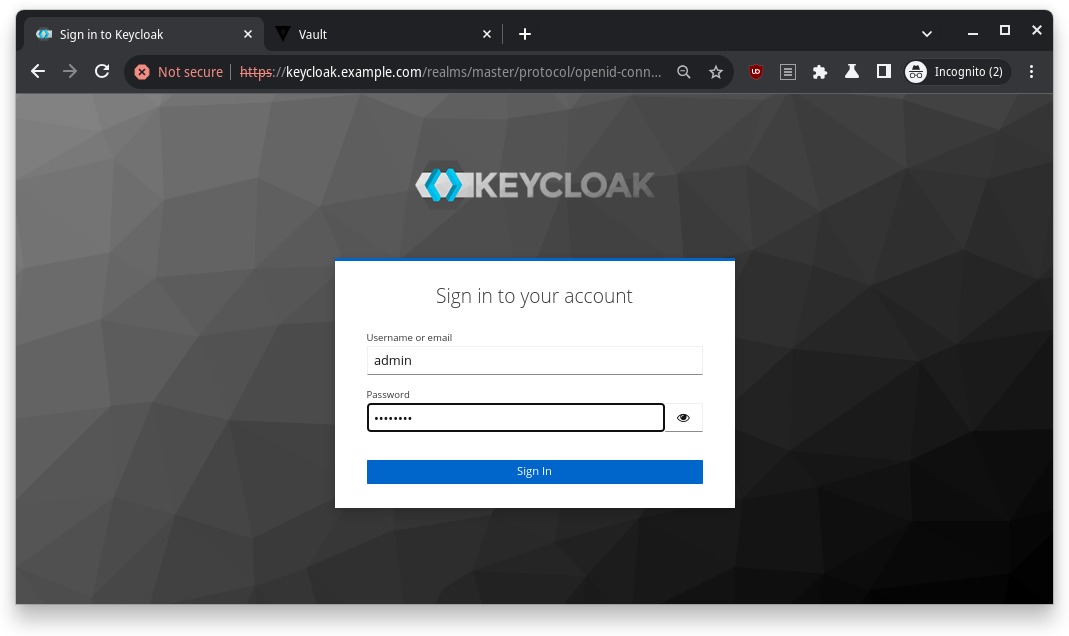 Sign in to Keycloak
Vault
Not secure
https://keycloak.example.com/realms/master/protocol/openid-conn...
Incognito (2)
KEYCLOAK
Sign in to your account
Username or email
admin
Password
••••••••
Sign In